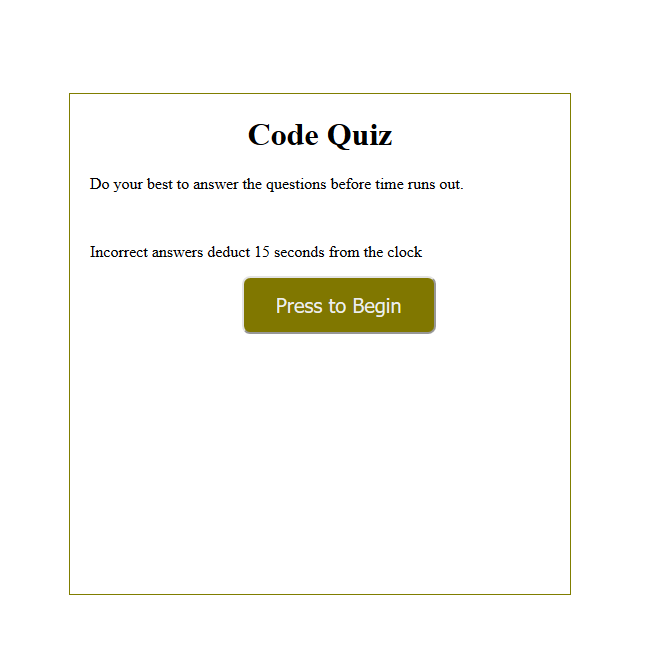 Code Quiz
Do your best to answer the questions before time runs out.
Incorrect answers deduct 15 seconds from the clock
Press to Begin